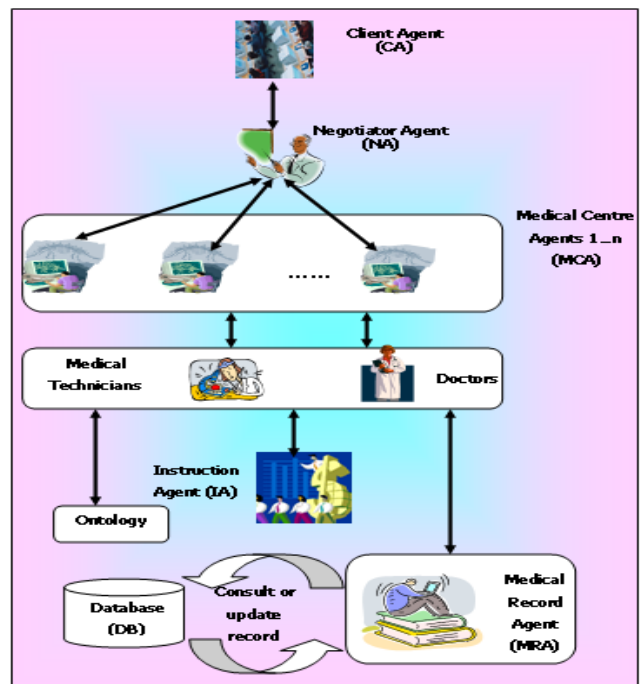 Client Agent
(CA)
Negotiator Agent
(NA)
Medical Centre
Agents 1_n
(MCA)
......
Medical
Technicians
Doctors
Instruction
Agent (IA)
Ontology
Database
(DB)
Consult or
update
record
Medical
Record
Agent
(MRA)